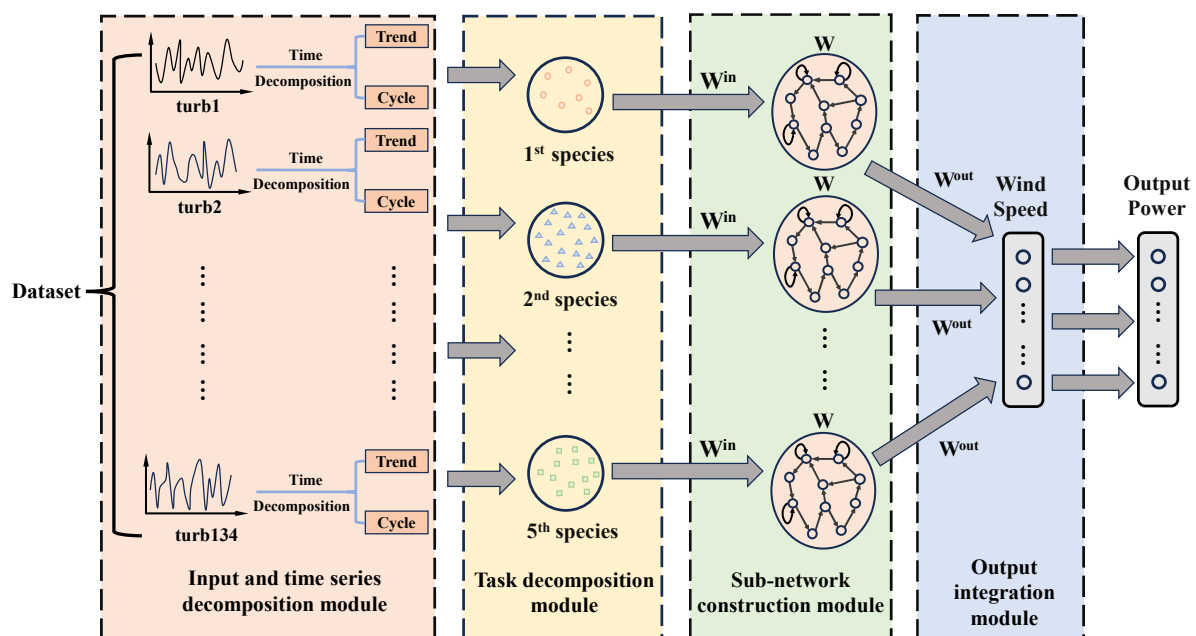 Dataset
Trend
Time
Decomposition
Cycle
turb1
Trend
Time
Decomposition
Cycle
turb2
Trend
Time
Decomposition
Cycle
turb134
Input and time series
decomposition module
1st species
2nd species
5th species
Task decomposition
module
Win
W
Win
W
Win
W
Sub-network
construction module
Wout
Wout
Wout
Wind
Speed
Output
integration module
Output
Power